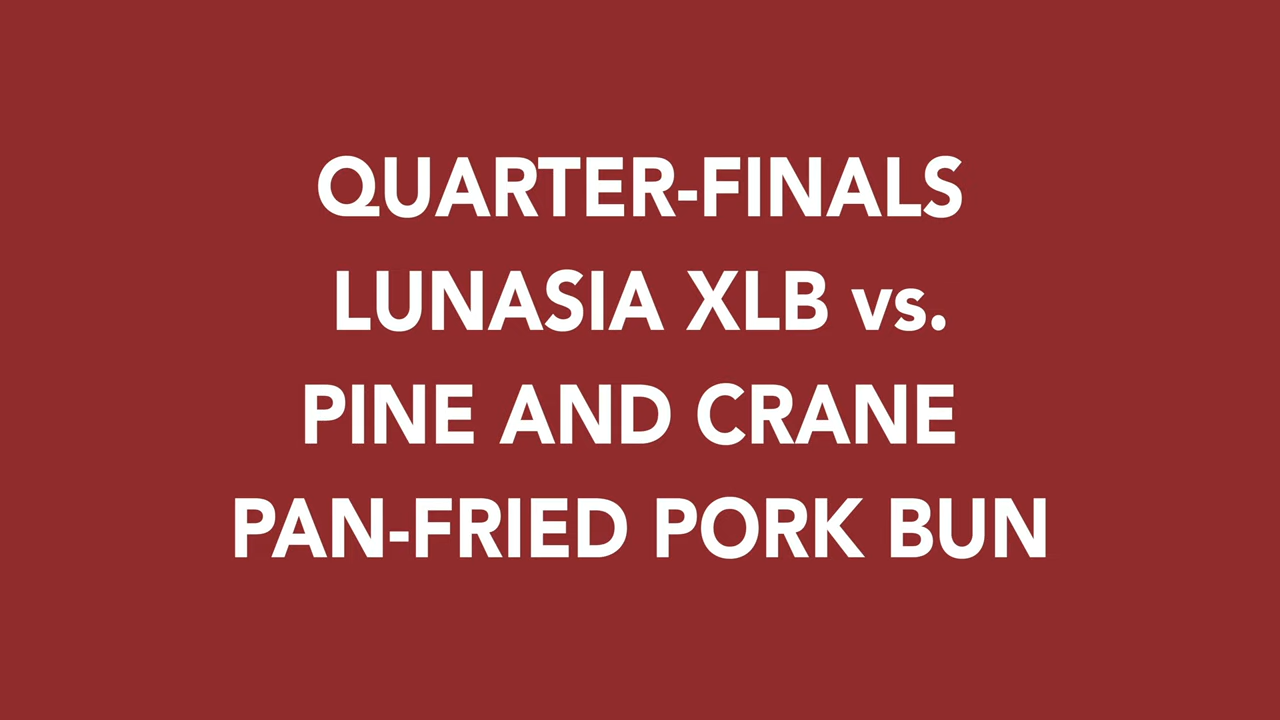 QUARTER-FINALS
LUNASIA XLB vs.
PINE AND CRANE
PAN-FRIED PORK BUN